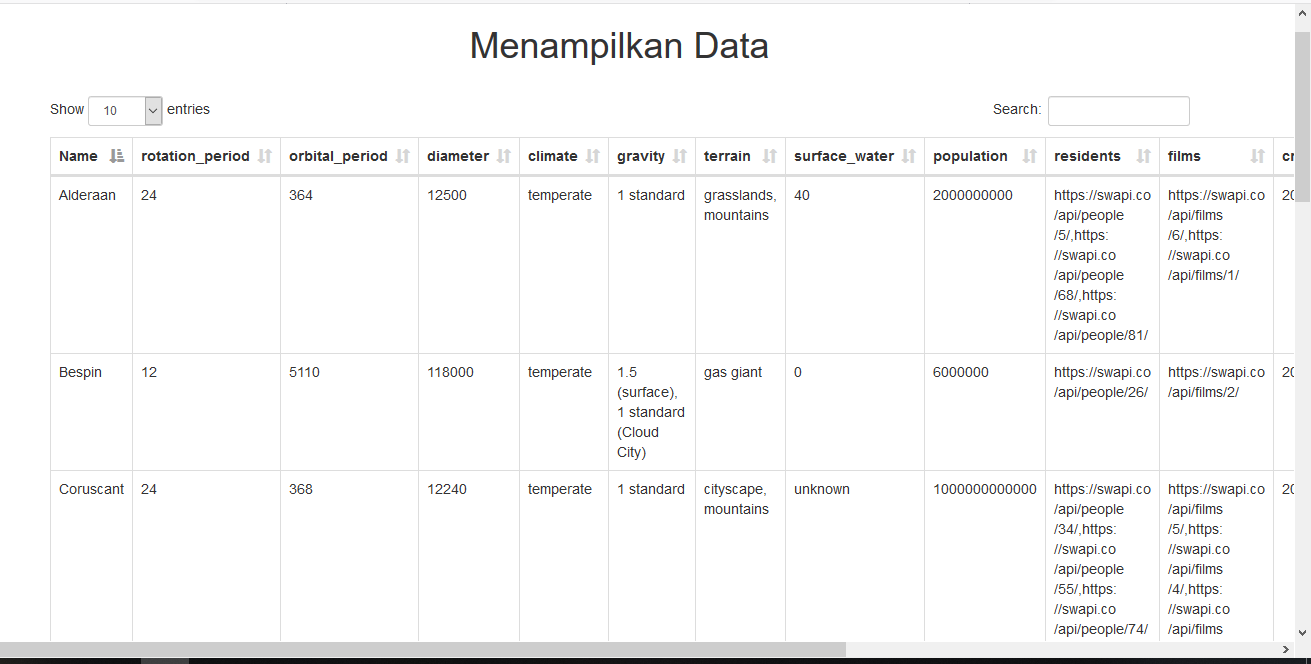 Menampilkan Data
Show 10 entries Search:
Name rotation_period orbital_period diameter climate gravity terrain surface_water population residents films cr
Alderaan 24 364 12500 temperate 1 standard grasslands, 40 2000000000 https://swapi.co https://swapi.co 20
mountains /api/people /api/films
/5/,https: /6/,https:
//swapi.co //swapi.co
/api/people /api/films/1/
/68/,https:
//swapi.co
/api/people/81/
Bespin 12 5110 118000 temperate 1.5 gas giant 0 6000000 https://swapi.co https://swapi.co 20
(surface), /api/people/26/ /api/films/2/
1 standard
(Cloud
City)
Coruscant 24 368 12240 temperate 1 standard cityscape, unknown 1000000000000 https://swapi.co https://swapi.co 20
mountains /api/people /api/films
/34/,https: /5/,https:
//swapi.co //swapi.co
/api/people /api/films
/55/,https: /4/,https:
//swapi.co //swapi.co
/api/people/74/ /api/films